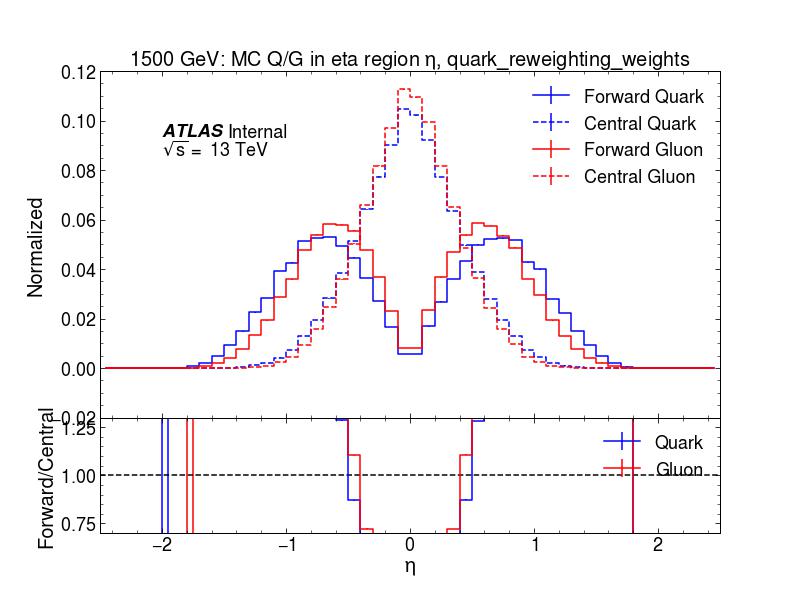 1500 GeV: MC Q/G in eta region η, quark_reweighting_weights
0.12
0.10
0.08
0.06
0.04
0.02
0.00
0.02
Normalized
ATLAS Internal
√s = 13 TeV
Forward Quark
Central Quark
Forward Gluon
Central Gluon
1.25
1.00
0.75
Forward/Central
Quark
Gluon
−2 −1 0 1 2
η